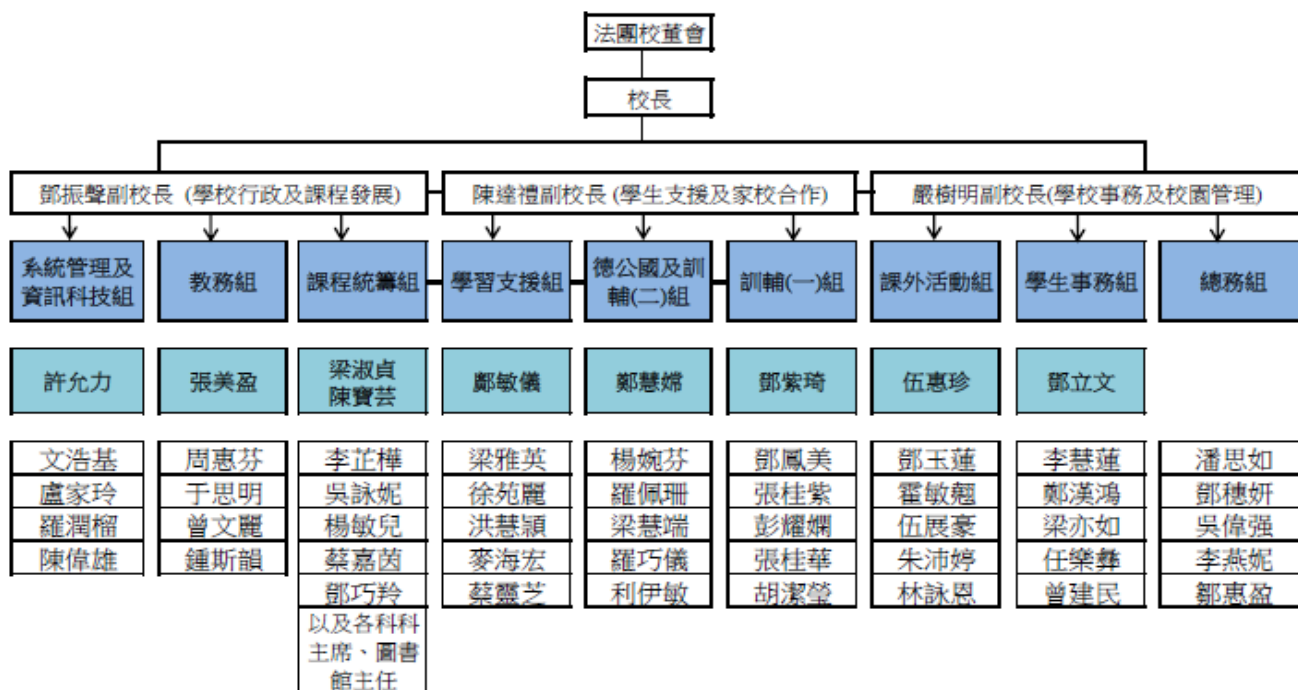 法團校董會
校長
鄧振聲副校長 (學校行政及課程發展)
陳達禮副校長 (學生支援及家校合作)
嚴樹明副校長(學校事務及校園管理)
系統管理及
資訊科技組
教務組
課程統籌組
學習支援組
德公國及訓
輔(二)組
訓輔(一)組
課外活動組
學生事務組
總務組
許允力
張美盈
梁淑貞
陳寶芸
鄺敏儀
鄭慧嫦
鄧紫琦
伍惠珍
鄧立文
文浩基
周惠芬
李芷樺
梁雅英
楊婉芬
鄧鳳美
鄧玉蓮
李慧蓮
潘思如
盧家玲
于思明
吳詠妮
徐苑麗
羅佩珊
張桂紫
霍敏翹
鄭漢鴻
鄧穗妍
羅潤榴
曾文麗
楊敏兒
洪慧潁
梁慧端
彭耀嫻
伍展豪
梁亦如
吳偉强
陳偉雄
鍾斯韻
蔡嘉茵
麥海宏
羅巧儀
張桂華
朱沛婷
任樂彝
李燕妮
鄧巧羚
蔡靈芝
利伊敏
胡潔瑩
林詠恩
曾建民
鄒惠盈
以及各科科
主席、圖書
館主任